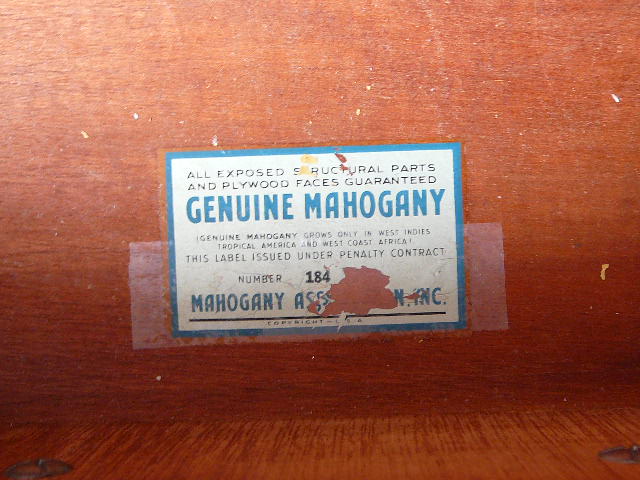 ALL EXPOSED STRUCTURAL PARTS
AND PLYWOOD FACES GUARANTEED
GENUINE MAHOGANY
(GENUINE MAHOGANY GROWS ONLY IN WEST INDIES
TROPICAL AMERICA AND WEST COAST AFRICA)
THIS LABEL ISSUED UNDER PENALTY CONTRACT
NUMBER 184
MAHOGANY INC.
COPYRIGHT - U.S.A.